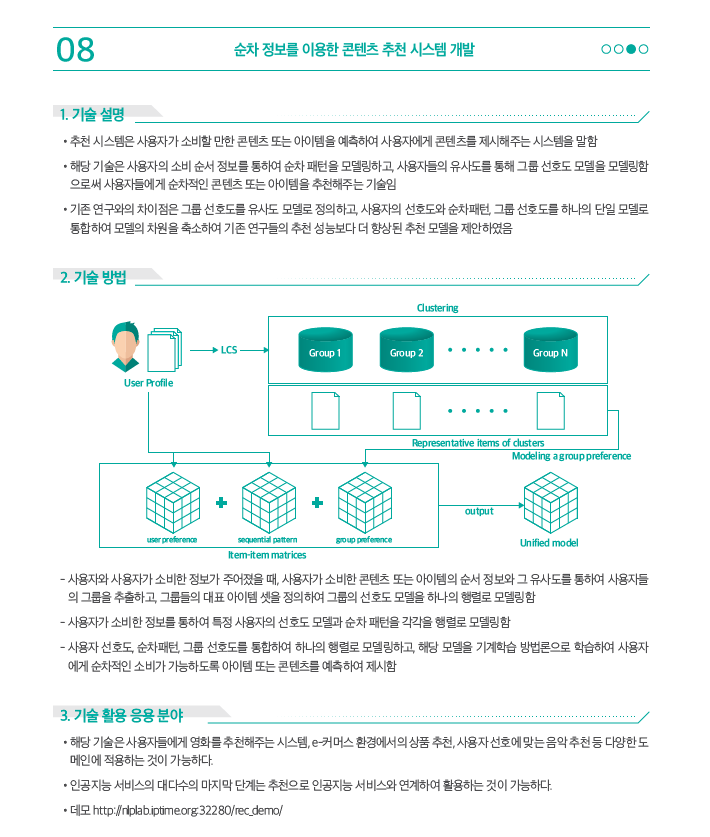 08
순차 정보를 이용한 콘텐츠 추천 시스템 개발
1. 기술 설명
• 추천 시스템은 사용자가 소비할 만한 콘텐츠 또는 아이템을 예측하여 사용자에게 콘텐츠를 제시해주는 시스템을 말함
• 해당 기술은 사용자의 소비 순서 정보를 통하여 순차 패턴을 모델링하고, 사용자들의 유사도를 통해 그룹 선호도 모델을 모델링함
으로써 사용자들에게 순차적인 콘텐츠 또는 아이템을 추천해주는 기술임
• 기존 연구와의 차이점은 그룹 선호도를 유사도 모델로 정의하고, 사용자의 선호도와 순차패턴, 그룹 선호도를 하나의 단일 모델로
통합하여 모델의 차원을 축소하여 기존 연구들의 추천 성능보다 더 향상된 추천 모델을 제안하였음
2. 기술 방법
Clustering
LCS
Group 1
Group 2
Group N
User Profile
Representative items of clusters
Modeling a group preference
user preference
sequential pattern
group preference
output
Unified model
Item-item matrices
– 사용자와 사용자가 소비한 정보가 주어졌을 때, 사용자가 소비한 콘텐츠 또는 아이템의 순서 정보와 그 유사도를 통하여 사용자들
의 그룹을 추출하고, 그룹들의 대표 아이템 셋을 정의하여 그룹의 선호도 모델을 하나의 행렬로 모델링함
– 사용자가 소비한 정보를 통하여 특정 사용자의 선호도 모델과 순차 패턴을 각각을 행렬로 모델링함
– 사용자 선호도, 순차패턴, 그룹 선호도를 통합하여 하나의 행렬로 모델링하고, 해당 모델을 기계학습 방법론으로 학습하여 사용자
에게 순차적인 소비가 가능하도록 아이템 또는 콘텐츠를 예측하여 제시함
3. 기술 활용 응용 분야
• 해당 기술은 사용자들에게 영화를 추천해주는 시스템, e-커머스 환경에서의 상품 추천, 사용자 선호에 맞는 음악 추천 등 다양한 도
메인에 적용하는 것이 가능하다.
• 인공지능 서비스의 대다수의 마지막 단계는 추천으로 인공지능 서비스와 연계하여 활용하는 것이 가능하다.
• 데모 http://nlplab.iptime.org:32280/rec_demo/